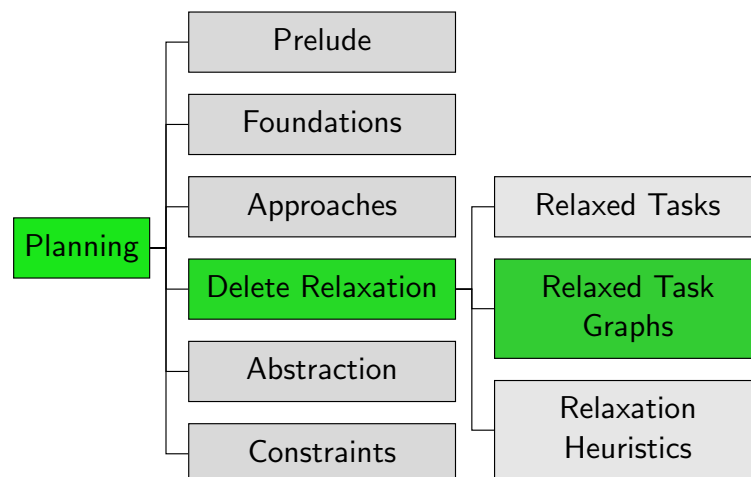 Prelude
Foundations
Approaches
Relaxed Tasks
Planning
Delete Relaxation
Relaxed Task
Graphs
Abstraction
Relaxation
Heuristics
Constraints